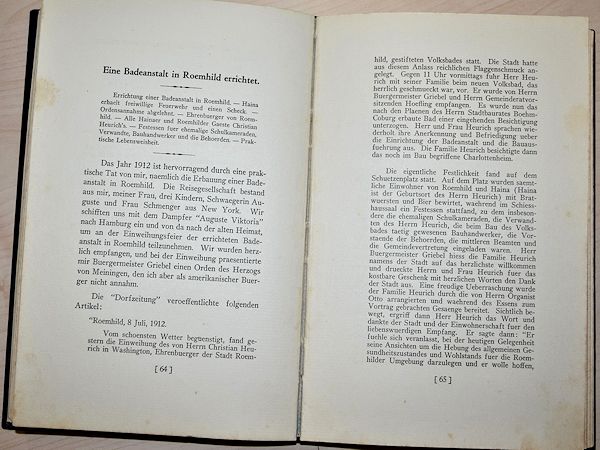 Eine Badeanstalt in Roemhild errichtet.
Errichtung einer Badeanstalt in Roemhild. — Haina
erhaelt freiwillige Feuerwehr und einen Scheck. —
Ordensannahme abgelehnt. — Ehrenbuerger von Roem-
hild. — Alle Hainaer und Roemhilder Gaeste Christian
Heurich's. — Festessen fuer ehemalige Schulkameraden,
Verwandte, Bauhandwerker und die Behoerden. — Prak-
tische Lebensweisheit.
Das Jahr 1912 ist hervorragend durch eine prak-
tische Tat von mir, naemlich die Erbauung einer Bade-
anstalt in Roemhild. Die Reisegesellschaft bestand
aus mir, meiner Frau, drei Kindern, Schwaegerin Au-
guste und Frau Schmenger aus New York. Wir
schifften uns mit dem Dampfer "Auguste Viktoria"
nach Hamburg ein und von da nach der alten Heimat,
um an der Einweihungsfeier der errichteten Badean-
stalt in Roemhild teilzunehmen. Wir wurden herz-
lich empfangen, und bei der Einweihung praesentierte
mir Buergermeister Griebel einen Orden des Herzogs
von Meiningen, den ich aber als amerikanischer Buer-
ger nicht annahm.
Die "Dorfzeitung" veroeffentlichte folgenden
Artikel:
"Roemhild, 8 Juli, 1912.
Vom schoensten Wetter beguenstigt, fand ge-
stern die Einweihung des von Herrn Christian Heu-
rich in Washington, Ehrenbuerger der Stadt Roem-
[ 64 ]
hild, gestifteten Volksbades statt. Die Stadt hatte
aus diesem Anlass reichlichen Flaggenschmuck an-
gelegt. Gegen 11 Uhr vormittags fuhr Herr Heu-
rich mit seiner Familie beim neuen Volksbad, das
herrlich geschmueckt war, vor. Er wurde von Herrn
Buergermeister Griebel und Herrn Gemeinderatvor-
sitzenden Hoefling empfangen. Es wurde nun das
nach den Plaenen des Herrn Stadtbaurates Boehm-
Coburg erbaute Bad einer eingehenden Besichtigung
unterzogen. Herr und Frau Heurich sprachen wie-
derholt ihre Anerkennung und Befriedigung ueber
die Einrichtung der Badeanstalt und die Bauaus-
fuehrung aus. Die Familie Heurich besichtigte dann
das noch im Bau begriffene Charlottenheim.
Die eigentliche Festlichkeit fand auf dem
Schuetzenplatz statt. Auf dem Platz wurden saemt-
liche Einwohner von Roemhild und Haina (Haina
ist der Geburtsort des Herrn Heurich) mit Brat-
wuersten und Bier bewirtet, waehrend im Schiess-
haussaal ein Festessen stattfand, zu dem insbeson-
dere die ehemaligen Schulkameraden, die Verwand-
ten des Herrn Heurich, die beim Bau des Volks-
bades taetig gewesenen Bauhandwerker, die Vor-
stende der Behoerden, die mittleren Beamten und
die Gemeindevertretung eingeladen waren. Herr
Buergermeister Griebel hiess die Familie Heurich
namens der Stadt auf das herzlichste willkommen
und drueckte Herrn und Frau Heurich fuer das
kostbare Geschenk mit herzlichen Worten den Dank
der Stadt aus. Eine freudige Ueberraschung wurde
der Familie Heurich durch die von Herrn Organist
Otto arrangierten und waehrend des Essens zum
Vortrag gebrachten Gesaenge bereitet. Sichtlich be-
wegt, ergriff dann Herr Heurich das Wort und
dankte der Stadt und der Einwohnerschaft fuer den
liebenswuerdigen Empfang. Er sagte dann: "Er
fuehle sich veranlasst, bei der heutigen Gelegenheit
seine Ansichten um die Hebung des allgemeinen Ge-
sundheitszustandes und Wohlstands fuer die Roem-
hilder Umgebung darzulegen und er wolle hoffen,
[ 65 ]